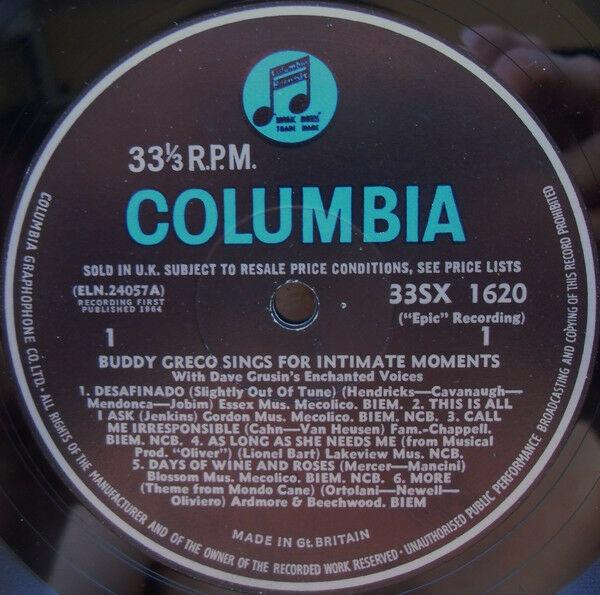 Columbia
Records
"MAGIC NOTES"
TRADE MARK
33⅓ R.P.M.
COLUMBIA
SOLD IN U.K. SUBJECT TO RESALE PRICE CONDITIONS, SEE PRICE LISTS
(ELN.24057A)
RECORDING FIRST
PUBLISHED 1964
33SX 1620
("Epic" Recording)
1
1
BUDDY GRECO SINGS FOR INTIMATE MOMENTS
With Dave Grusin's Enchanted Voices
1. DESAFINADO (Slightly Out of Tune) (Hendricks—Cavanaugh—
Mendonca—Jobim) Essex Mus. Mecolico. BIEM. 2. THIS IS ALL
I ASK (Jenkins) Gordon Mus. Mecolico. BIEM. NCB. 3. CALL
ME IRRESPONSIBLE (Cahn—Van Heusen) Fam.-Chappell.
BIEM. NCB. 4. AS LONG AS SHE NEEDS ME (from Musical
Prod. "Oliver") (Lionel Bart) Lakeview Mus. NCB.
5. DAYS OF WINE AND ROSES (Mercer—Mancini)
Blossom Mus. Mecolico. BIEM. NCB. 6. MORE
(Theme from Mondo Cane) (Ortolani—Newell—
Oliviero) Ardmore & Beechwood. BIEM
MADE IN Gt. BRITAIN
COLUMBIA GRAPHOPHONE CO. LTD. · ALL RIGHTS OF THE MANUFACTURER AND OF THE OWNER OF THE RECORDED WORK RESERVED · UNAUTHORISED PUBLIC PERFORMANCE BROADCASTING AND COPYING OF THIS RECORD PROHIBITED